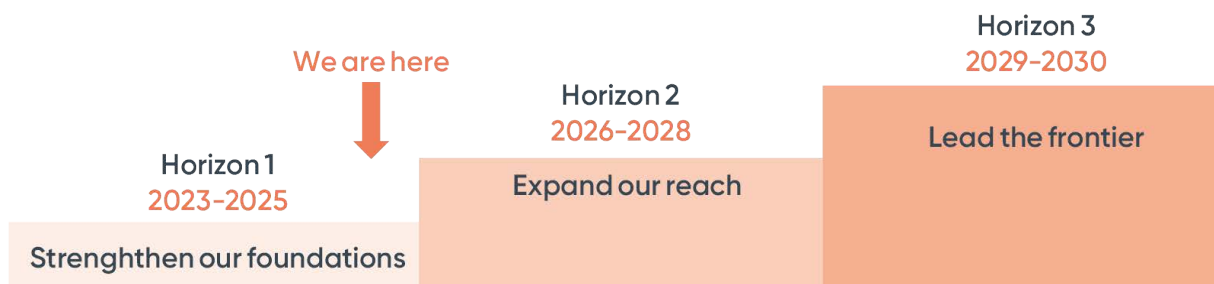 We are here
Horizon 1
2023-2025
Strenghthen our foundations
Horizon 2
2026-2028
Expand our reach
Horizon 3
2029-2030
Lead the frontier